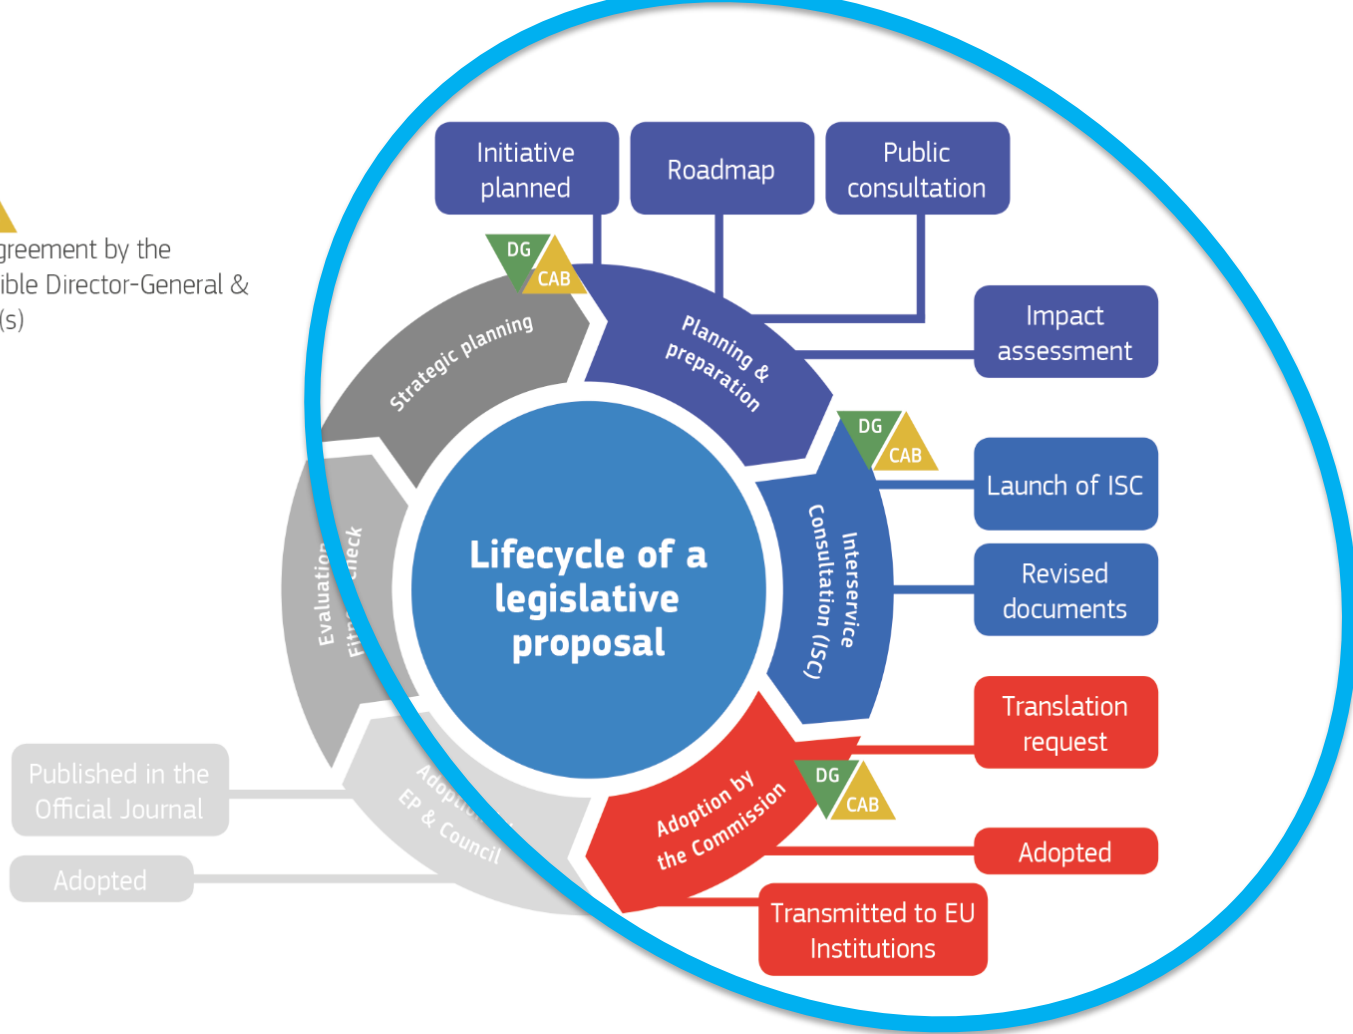 Initiative
planned
Roadmap
Public
consultation
greement by the
ible Director-General &
(s)
DG
CAB
Strategic planning
Planning &
preparation
Impact
assessment
DG
CAB
Launch of ISC
Interservice
Consultation (ISC)
Revised
documents
Lifecycle of a
legislative
proposal
Evaluation
check
Translation
request
DG
CAB
Adoption by
the Commission
Published in the
Official Journal
EP & Council
Adopted
Adopted
Transmitted to EU
Institutions